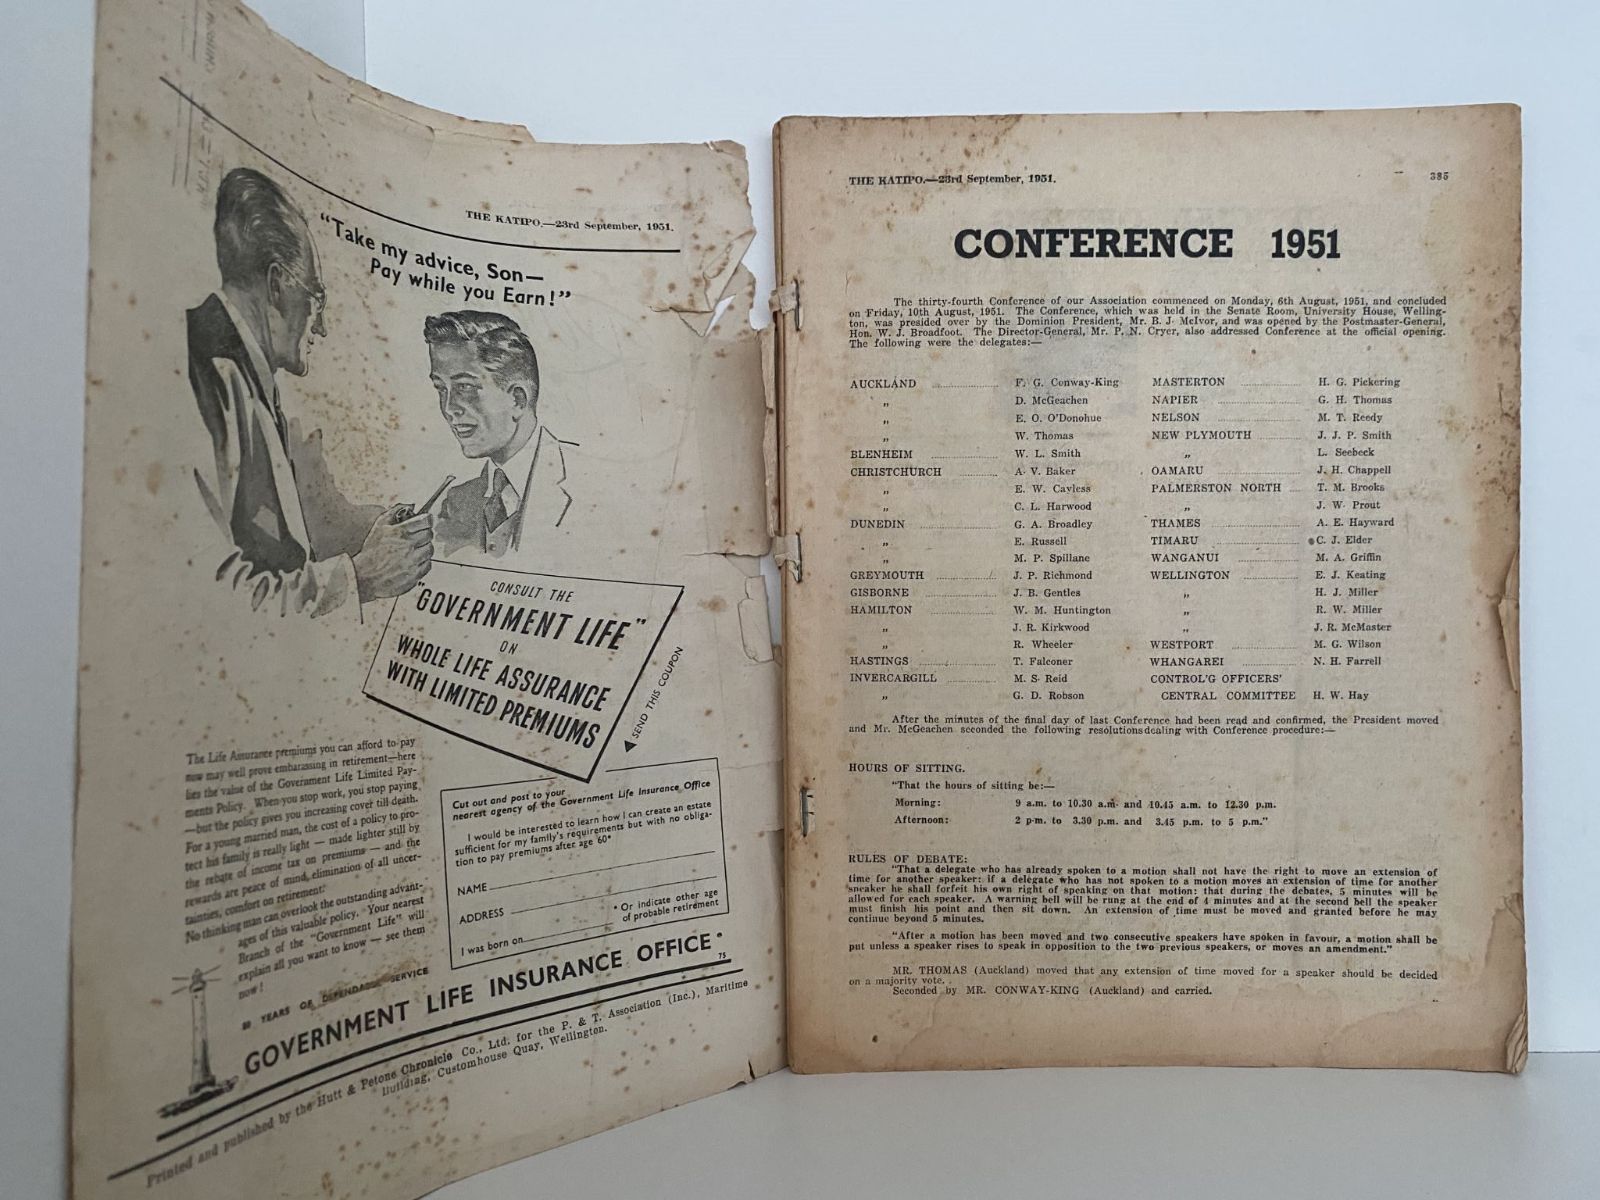 THE KATIPO.—23rd September, 1951.
"Take my advice, Son—
Pay while you Earn!"
CONSULT THE
"GOVERNMENT LIFE"
ON
WHOLE LIFE ASSURANCE
WITH LIMITED PREMIUMS
SEND THIS COUPON
The Life Assurance premiums you can afford to pay
now may well prove embarassing in retirement—here
lies the value of the Government Life Limited Pay-
ments Policy. When you stop work, you stop paying
—but the policy gives you increasing cover till death.
For a young married man, the cost of a policy to pro-
tect his family is really light — made lighter still by
the rebate of income tax on premiums — and the
rewards are peace of mind, elimination of all uncer-
tainties, comfort on retirement.
No thinking man can overlook the outstanding advant-
ages of this valuable policy. Your nearest
Branch of the "Government Life" will
explain all you want to know — see them
now!
Cut out and post to your
nearest agency of the Government Life Insurance Office
I would be interested to learn how I can create an estate
sufficient for my family's requirements but with no obliga-
tion to pay premiums after age 60*
NAME
ADDRESS
* Or indicate other age
of probable retirement
I was born on
80 YEARS OF DEPENDABLE SERVICE
GOVERNMENT LIFE INSURANCE OFFICE
75
Printed and published by the Hutt & Petone Chronicle Co., Ltd. for the P. & T. Association (Inc.), Maritime
Building, Customhouse Quay, Wellington.
THE KATIPO.—23rd September, 1951. 385
CONFERENCE 1951
The thirty-fourth Conference of our Association commenced on Monday, 6th August, 1951, and concluded
on Friday, 10th August, 1951. The Conference, which was held in the Senate Room, University House, Welling-
ton, was presided over by the Dominion President, Mr. B. J. McIvor, and was opened by the Postmaster-General,
Hon. W. J. Broadfoot. The Director-General, Mr. P. N. Cryer, also addressed Conference at the official opening.
The following were the delegates:—
AUCKLAND F. G. Conway-King MASTERTON H. G. Pickering
„ D. McGeachen NAPIER G. H. Thomas
„ E. O. O'Donohue NELSON M. T. Reedy
„ W. Thomas NEW PLYMOUTH J. J. P. Smith
BLENHEIM W. L. Smith „ L. Seebeck
CHRISTCHURCH A. V. Baker OAMARU J. H. Chappell
„ E. W. Cayless PALMERSTON NORTH T. M. Brooks
„ C. L. Harwood „ J. W. Prout
DUNEDIN G. A. Broadley THAMES A. E. Hayward
„ E. Russell TIMARU C. J. Elder
„ M. P. Spillane WANGANUI M. A. Griffin
GREYMOUTH J. P. Richmond WELLINGTON E. J. Keating
GISBORNE J. B. Gentles „ H. J. Miller
HAMILTON W. M. Huntington „ R. W. Miller
„ J. R. Kirkwood „ J. R. McMaster
„ R. Wheeler WESTPORT M. G. Wilson
HASTINGS T. Falconer WHANGAREI N. H. Farrell
INVERCARGILL M. S. Reid CONTROL'G OFFICERS'
„ G. D. Robson CENTRAL COMMITTEE H. W. Hay
After the minutes of the final day of last Conference had been read and confirmed, the President moved
and Mr. McGeachen seconded the following resolutions dealing with Conference procedure:—
HOURS OF SITTING.
"That the hours of sitting be:—
Morning: 9 a.m. to 10.30 a.m. and 10.45 a.m. to 12.30 p.m.
Afternoon: 2 p.m. to 3.30 p.m. and 3.45 p.m. to 5 p.m."
RULES OF DEBATE:
"That a delegate who has already spoken to a motion shall not have the right to move an extension of
time for another speaker: if a delegate who has not spoken to a motion moves an extension of time for another
speaker he shall forfeit his own right of speaking on that motion: that during the debates, 5 minutes will be
allowed for each speaker. A warning bell will be rung at the end of 4 minutes and at the second bell the speaker
must finish his point and then sit down. An extension of time must be moved and granted before he may
continue beyond 5 minutes.
"After a motion has been moved and two consecutive speakers have spoken in favour, a motion shall be
put unless a speaker rises to speak in opposition to the two previous speakers, or moves an amendment."
MR. THOMAS (Auckland) moved that any extension of time moved for a speaker should be decided
on a majority vote.
Seconded by MR. CONWAY-KING (Auckland) and carried.